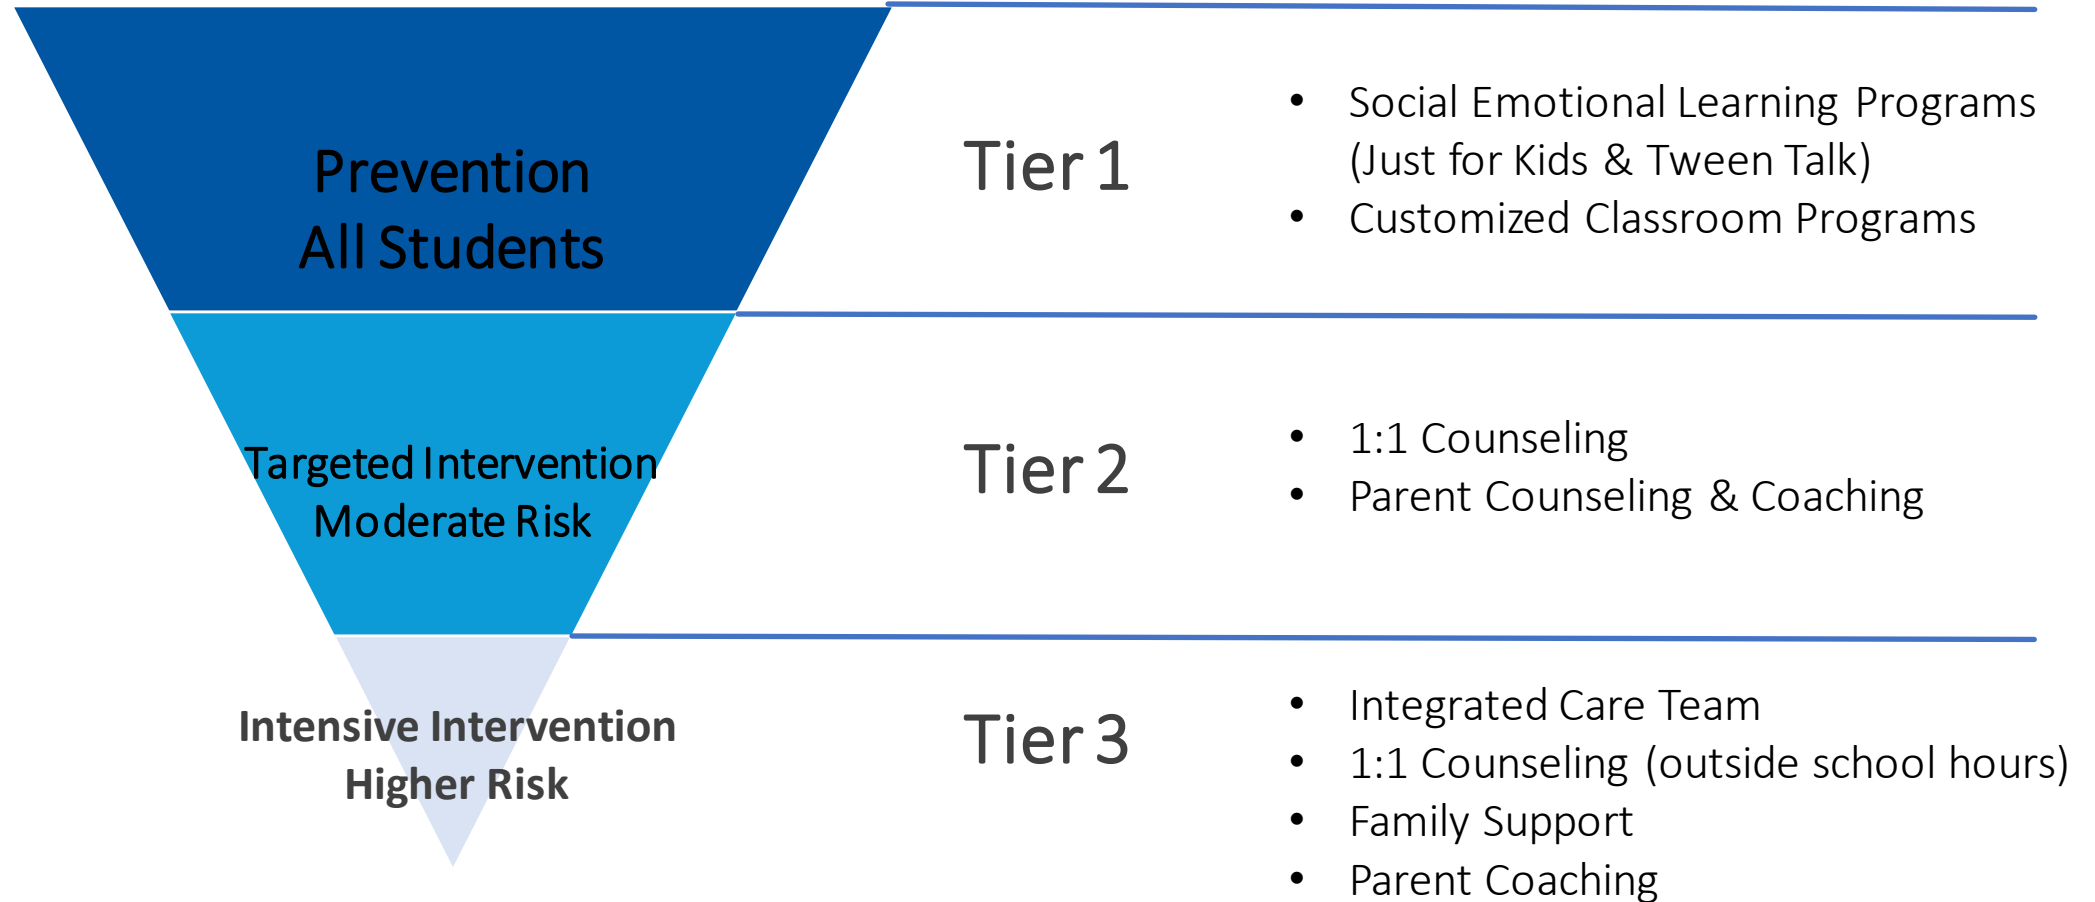 Prevention
All Students
Tier 1
• Social Emotional Learning Programs
(Just for Kids & Tween Talk)
• Customized Classroom Programs
Targeted Intervention
Moderate Risk
Tier 2
• 1:1 Counseling
• Parent Counseling & Coaching
Intensive Intervention
Higher Risk
Tier 3
• Integrated Care Team
• 1:1 Counseling (outside school hours)
• Family Support
• Parent Coaching